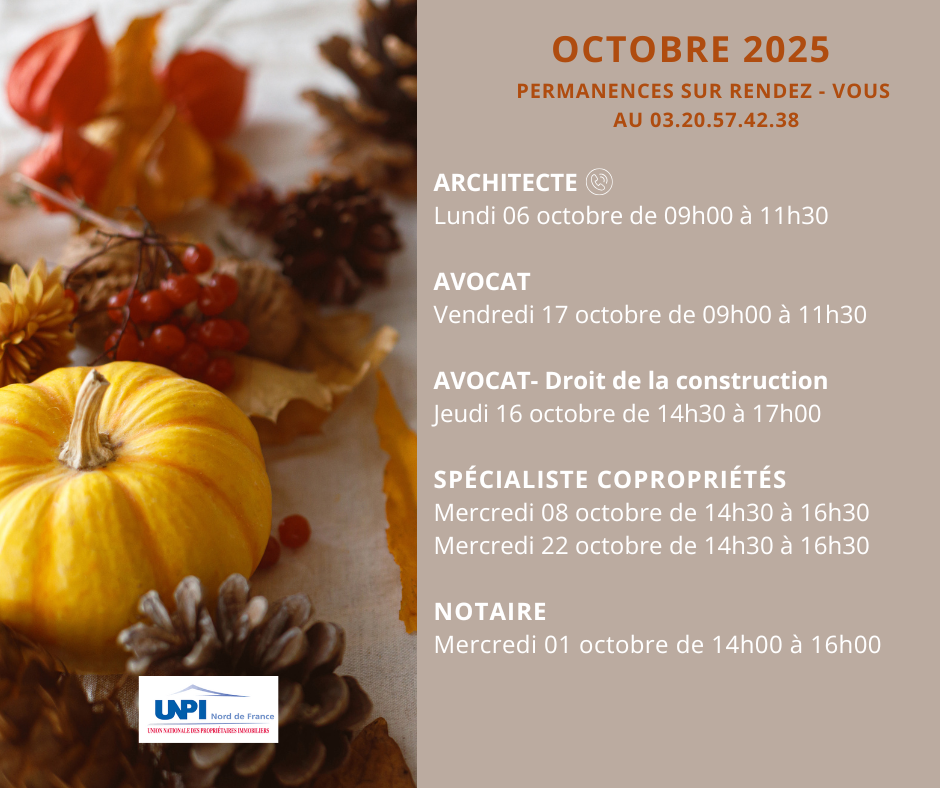 OCTOBRE 2025
PERMANENCES SUR RENDEZ - VOUS
AU 03.20.57.42.38
ARCHITECTE
Lundi 06 octobre de 09h00 à 11h30
AVOCAT
Vendredi 17 octobre de 09h00 à 11h30
AVOCAT- Droit de la construction
Jeudi 16 octobre de 14h30 à 17h00
SPÉCIALISTE COPROPRIÉTÉS
Mercredi 08 octobre de 14h30 à 16h30
Mercredi 22 octobre de 14h30 à 16h30
NOTAIRE
Mercredi 01 octobre de 14h00 à 16h00
UNPI Nord de France
UNION NATIONALE DES PROPRIÉTAIRES IMMOBILIERS